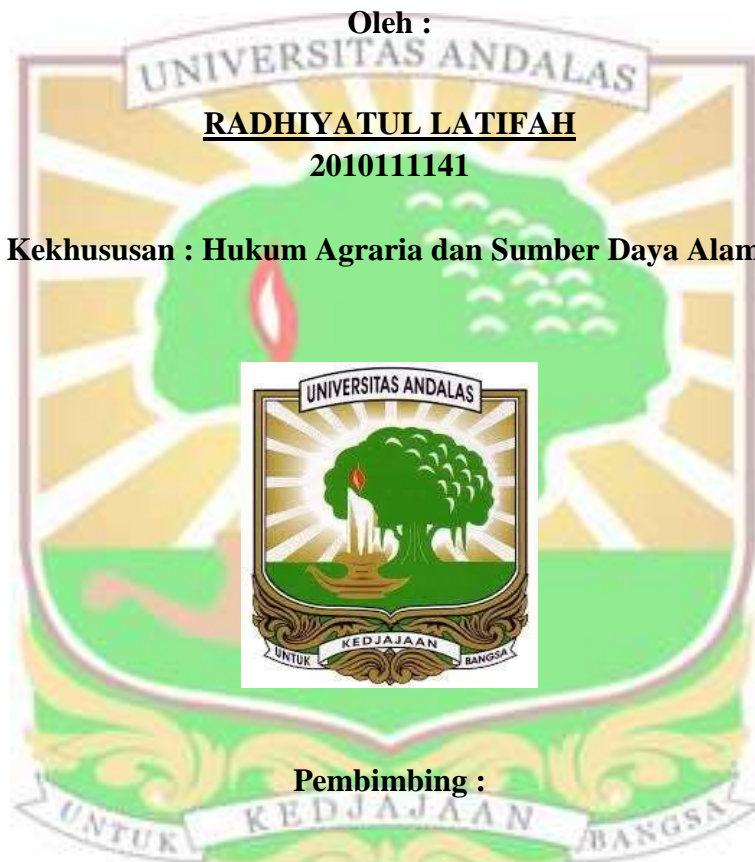 Oleh :
UNIVERSITAS ANDALAS
RADHIYATUL LATIFAH
2010111141
Kekhususan : Hukum Agraria dan Sumber Daya Alam
UNIVERSITAS ANDALAS
UNTUK KEDJAJAAN BANGSA
Pembimbing :
UNTUK KEDJAJAAN BANGSA